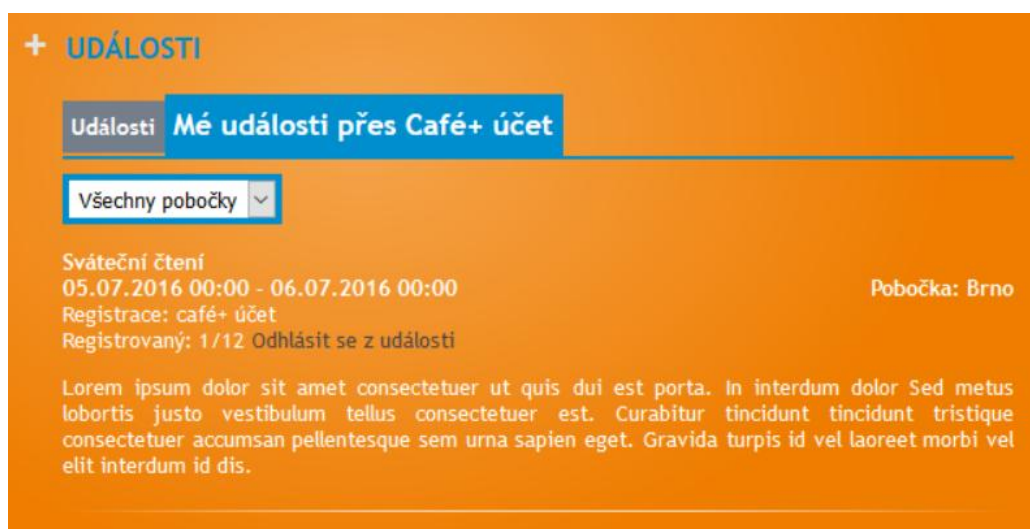 + UDÁLOSTI
Události Mé události přes Café+ účet
Všechny pobočky
Sváteční čtení
05.07.2016 00:00 - 06.07.2016 00:00 Pobočka: Brno
Registrace: café+ účet
Registrovaný: 1/12 Odhlásit se z události
Lorem ipsum dolor sit amet consectetuer ut quis dui est porta. In interdum dolor Sed metus
lobortis justo vestibulum tellus consectetuer est. Curabitur tincidunt tincidunt tristique
consectetuer accumsan pellentesque sem urna sapien eget. Gravida turpis id vel laoreet morbi vel
elit interdum id dis.